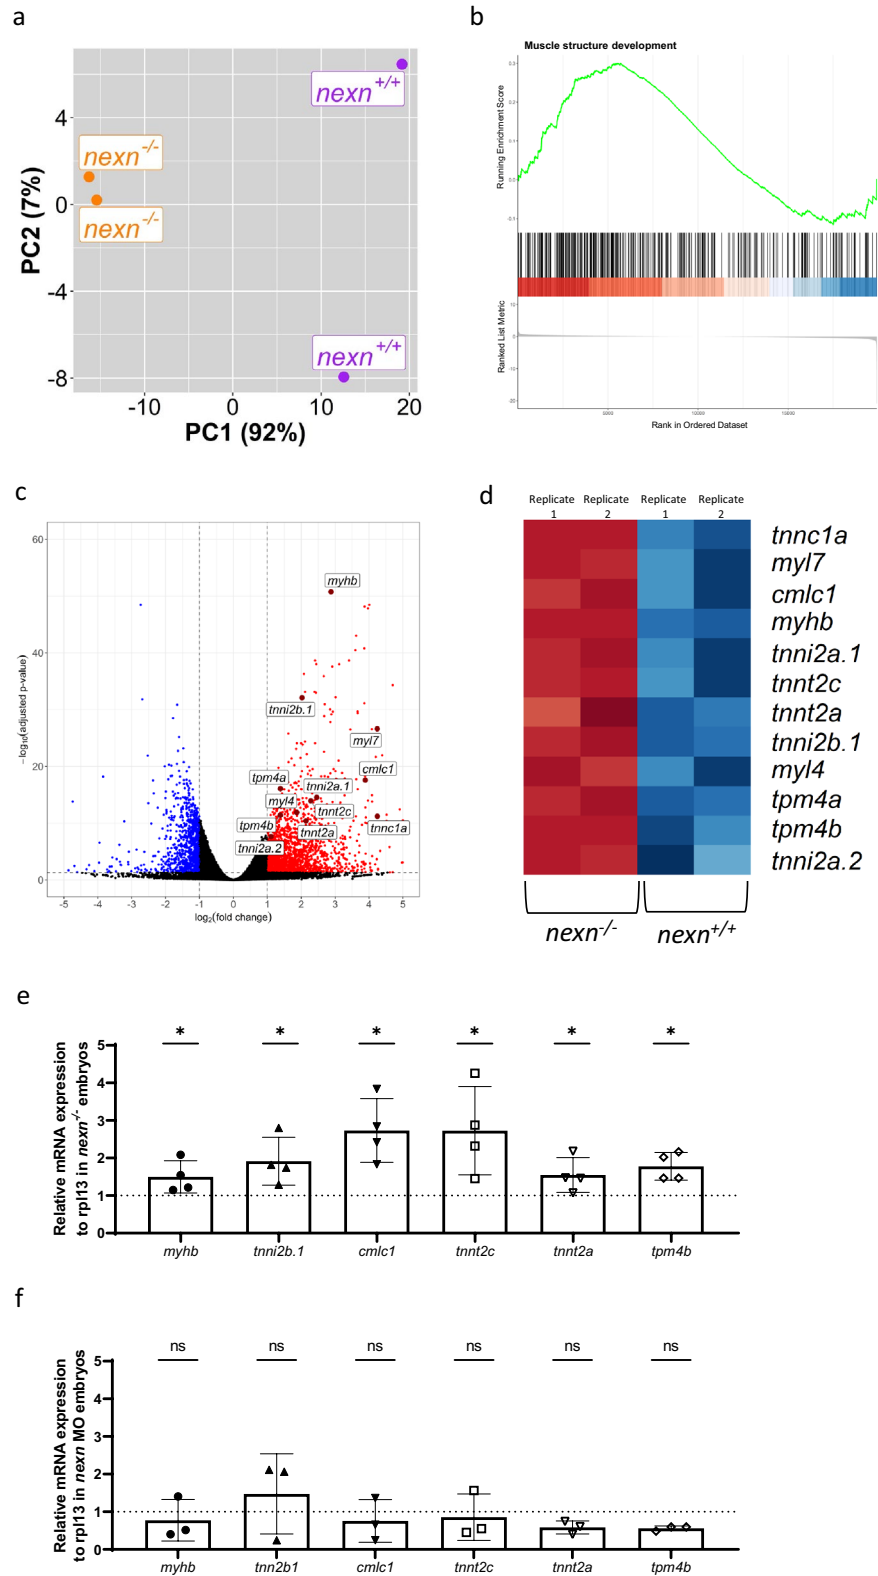 a
nexn+/+
nexn-/-
nexn-/-
nexn+/+
4
0
-4
-8
-10
0
10
20
PC2 (7%)
PC1 (92%)
b
Muscle structure development
Running Enrichment Score
Ranked List Metric
Rank in Ordered Dataset
c
60
40
20
0
-5
-4
-3
-2
-1
0
1
2
3
4
5
−log10(adjusted p-value)
log2(fold change)
myhb
tnni2b.1
myl7
cmlc1
tpm4a
tnni2a.1
myl4
tnnt2c
tnnc1a
tpm4b
tnnt2a
tnni2a.2
d
Replicate 1
Replicate 2
Replicate 1
Replicate 2
tnnc1a
myl7
cmlc1
myhb
tnni2a.1
tnnt2c
tnnt2a
tnni2b.1
myl4
tpm4a
tpm4b
tnni2a.2
nexn-/-
nexn+/+
e
Relative mRNA expression
to rpl13 in nexn-/- embryos
* * * * * *
5
4
3
2
1
0
myhb tnni2b.1 cmlc1 tnnt2c tnnt2a tpm4b
f
Relative mRNA expression
to rpl13 in nexn MO embryos
ns ns ns ns ns ns
5
4
3
2
1
0
myhb tnn2b1 cmlc1 tnnt2c tnnt2a tpm4b